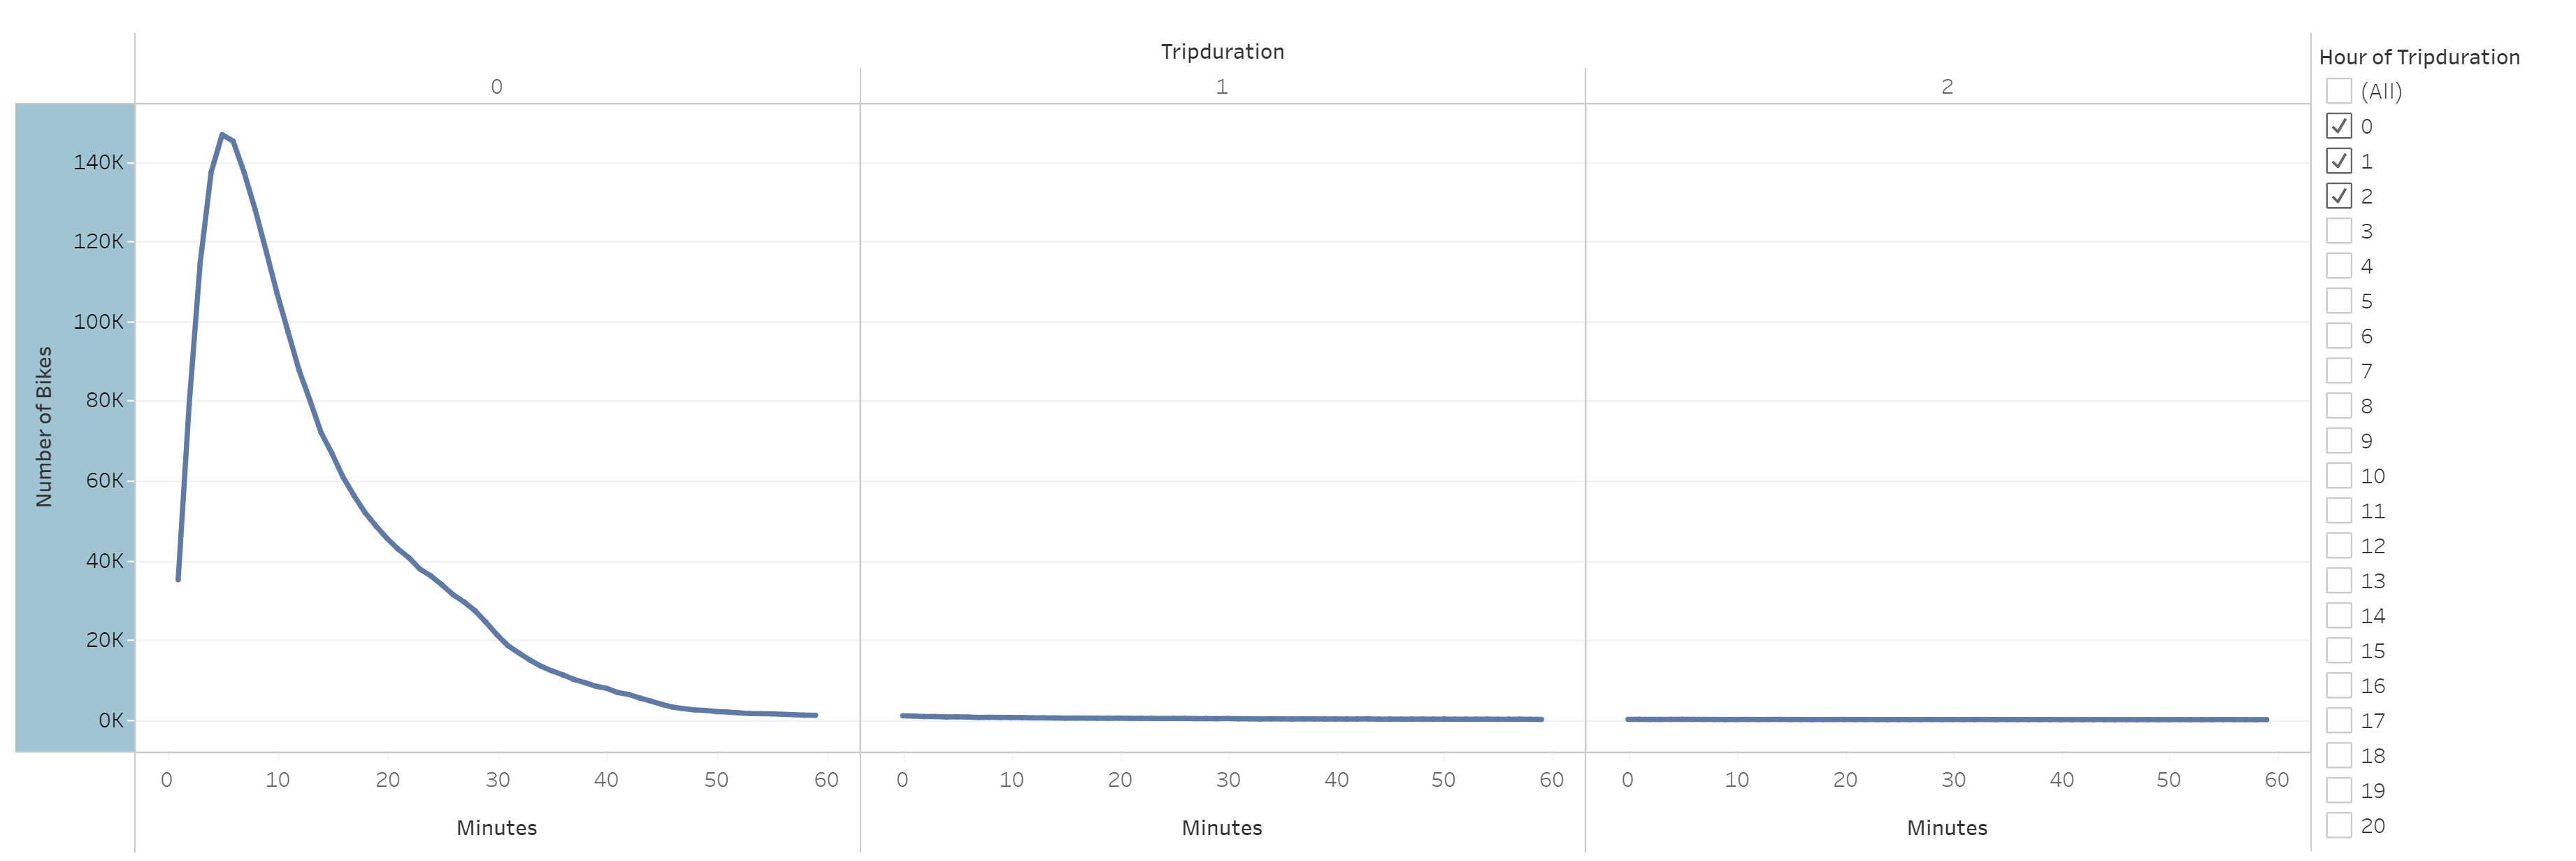 Tripduration
0 1 2
Number of Bikes
140K
120K
100K
80K
60K
40K
20K
0K
0 10 20 30 40 50 60 0 10 20 30 40 50 60 0 10 20 30 40 50 60
Minutes Minutes Minutes
Hour of Tripduration
(All)
0
1
2
3
4
5
6
7
8
9
10
11
12
13
14
15
16
17
18
19
20